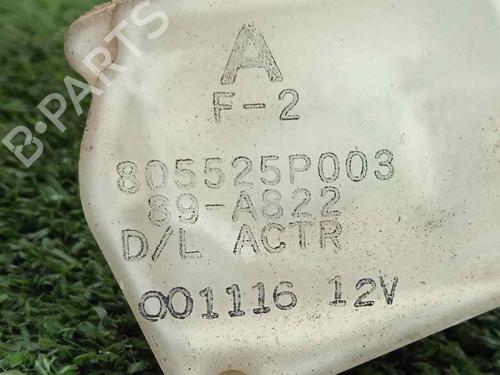 A
F-2
805525P003
89-A822
D/L ACTR
001116 12V
B-PARTS